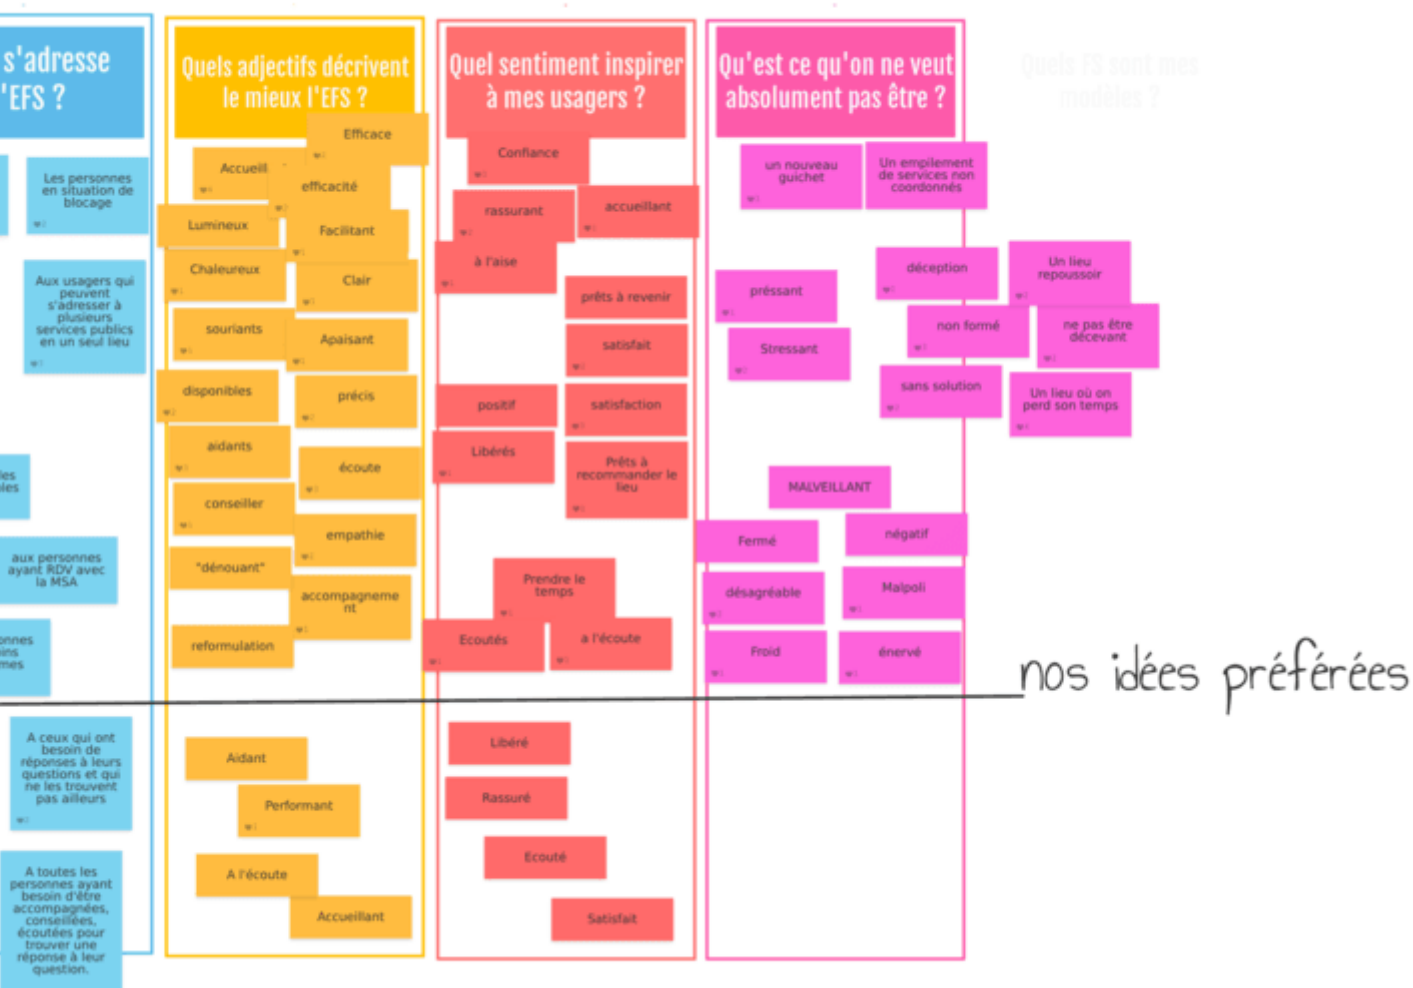 s'adresse
'EFS ?
Les personnes
en situation de
blocage
Aux usagers qui
peuvent
s'adresser à
plusieurs
services publics
en un seul lieu
aux personnes
ayant RDV avec
la MSA
A ceux qui ont
besoin de
réponses à leurs
questions et qui
ne les trouvent
pas ailleurs
A toutes les
personnes ayant
besoin d'être
accompagnées,
conseillées,
écoutées pour
trouver une
réponse à leur
question.
Quels adjectifs décrivent
le mieux l'EFS ?
Efficace
Accueil
efficacité
Lumineux
Facilitant
Chaleureux
Clair
souriants
Apaisant
disponibles
précis
aidants
écoute
conseiller
empathie
"dénouant"
accompagneme
nt
reformulation
Aidant
Performant
A l'écoute
Accueillant
Quel sentiment inspirer
à mes usagers ?
Confiance
rassurant
accueillant
à l'aise
prêts à revenir
satisfait
positif
satisfaction
Libérés
Prêts à
recommander le
lieu
Prendre le
temps
Ecoutés
a l'écoute
Libéré
Rassuré
Ecouté
Satisfait
Qu'est ce qu'on ne veut
absolument pas être ?
un nouveau
guichet
Un empilement
de services non
coordonnés
déception
Un lieu
repoussoir
préssant
non formé
ne pas être
décevant
Stressant
sans solution
Un lieu où on
perd son temps
MALVEILLANT
Fermé
négatif
désagréable
Malpoli
Froid
énervé
Quels FS sont mes
modèles ?
nos idées préférées